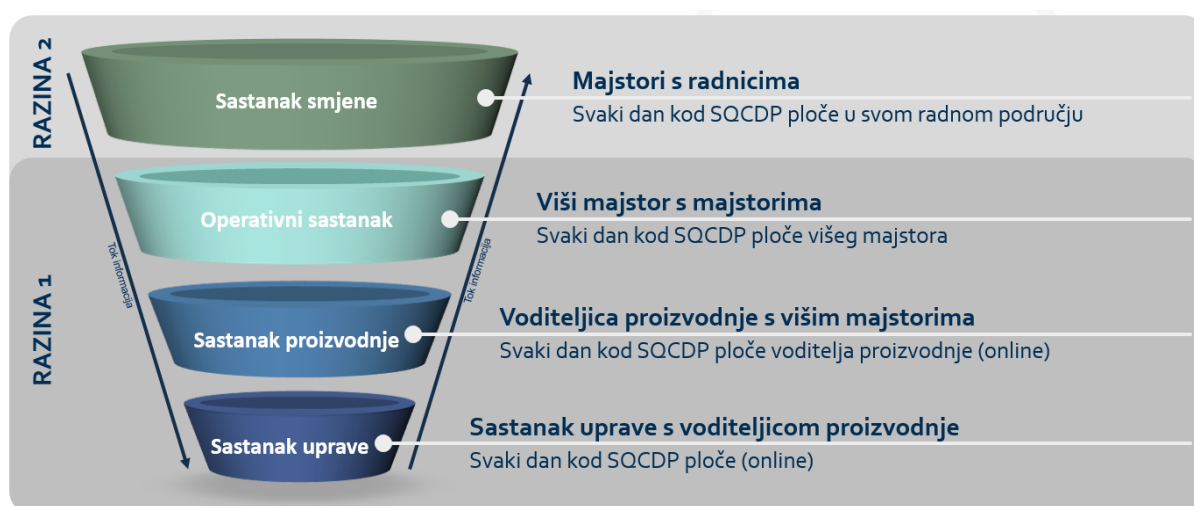 RAZINA 2
Sastanak smjene
Majstori s radnicima
Svaki dan kod SQCDP ploče u svom radnom području
RAZINA 1
Operativni sastanak
Viši majstor s majstorima
Svaki dan kod SQCDP ploče višeg majstora
Tok informacija
Tok informacija
Sastanak proizvodnje
Voditeljica proizvodnje s višim majstorima
Svaki dan kod SQCDP ploče voditelja proizvodnje (online)
Sastanak uprave
Sastanak uprave s voditeljicom proizvodnje
Svaki dan kod SQCDP ploče (online)